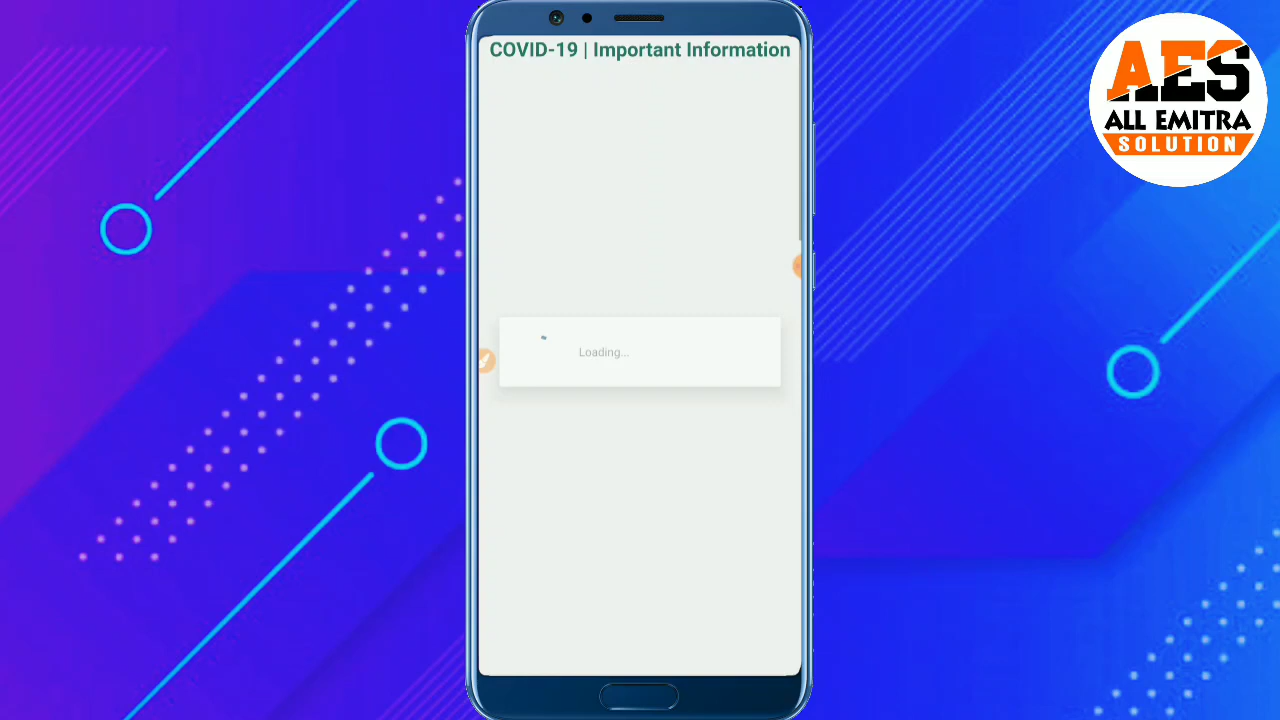 COVID-19 | Important Information
AES
ALL EMITRA
SOLUTION
Loading...